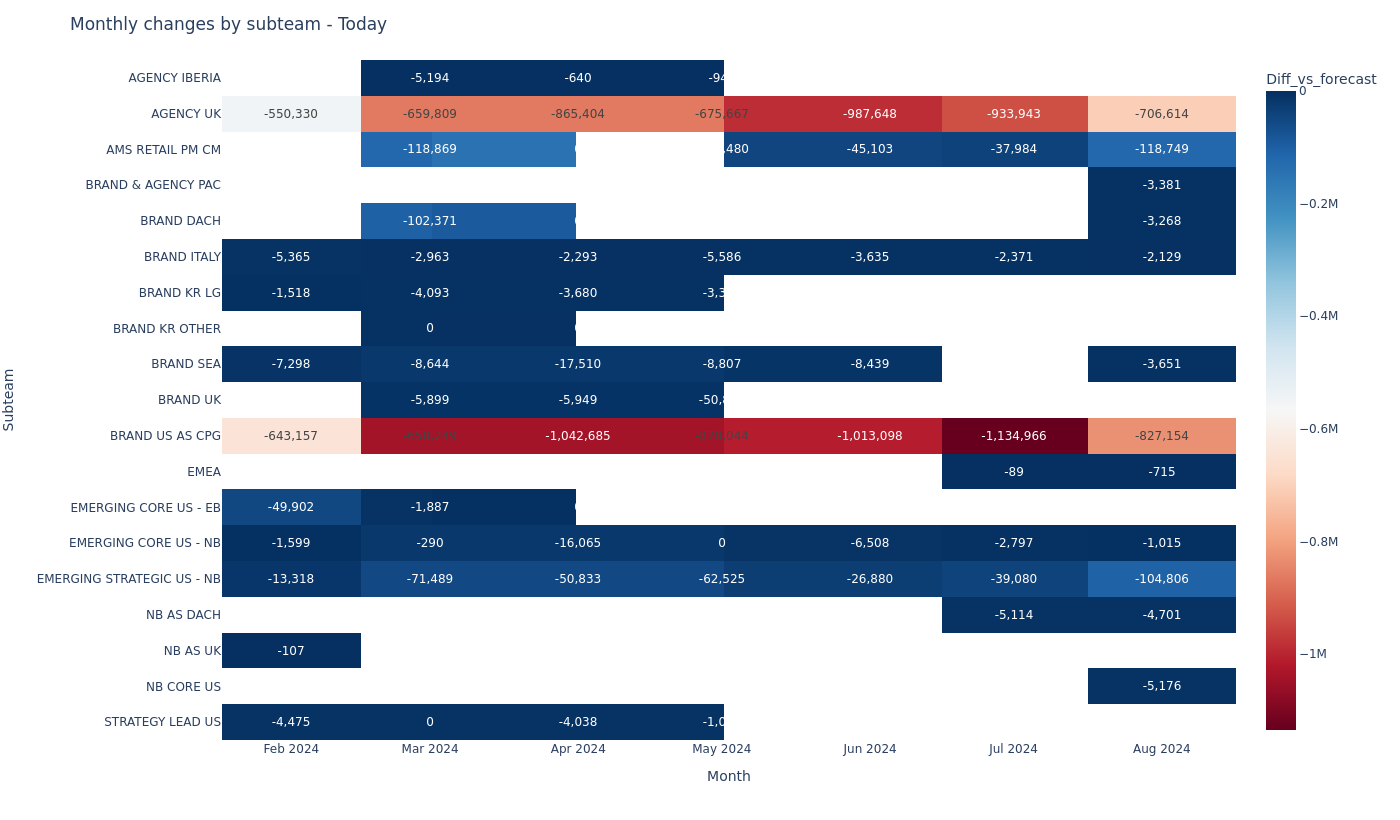 Monthly changes by subteam - Today
Diff_vs_forecast
AGENCY IBERIA -5,194 -640 -94
AGENCY UK -550,330 -659,809 -865,404 -675,667 -987,648 -933,943 -706,614
AMS RETAIL PM CM -118,869 ,480 -45,103 -37,984 -118,749
BRAND & AGENCY PAC -3,381
BRAND DACH -102,371 -3,268
BRAND ITALY -5,365 -2,963 -2,293 -5,586 -3,635 -2,371 -2,129
BRAND KR LG -1,518 -4,093 -3,680 -3,3
BRAND KR OTHER 0
BRAND SEA -7,298 -8,644 -17,510 -8,807 -8,439 -3,651
BRAND UK -5,899 -5,949 -50,
BRAND US AS CPG -643,157 -1,042,685 -1,013,098 -1,134,966 -827,154
EMEA -89 -715
EMERGING CORE US - EB -49,902 -1,887
EMERGING CORE US - NB -1,599 -290 -16,065 0 -6,508 -2,797 -1,015
EMERGING STRATEGIC US - NB -13,318 -71,489 -50,833 -62,525 -26,880 -39,080 -104,806
NB AS DACH -5,114 -4,701
NB AS UK -107
NB CORE US -5,176
STRATEGY LEAD US -4,475 0 -4,038 -1,0
Feb 2024 Mar 2024 Apr 2024 May 2024 Jun 2024 Jul 2024 Aug 2024
Month
Subteam
0
−0.2M
−0.4M
−0.6M
−0.8M
−1M